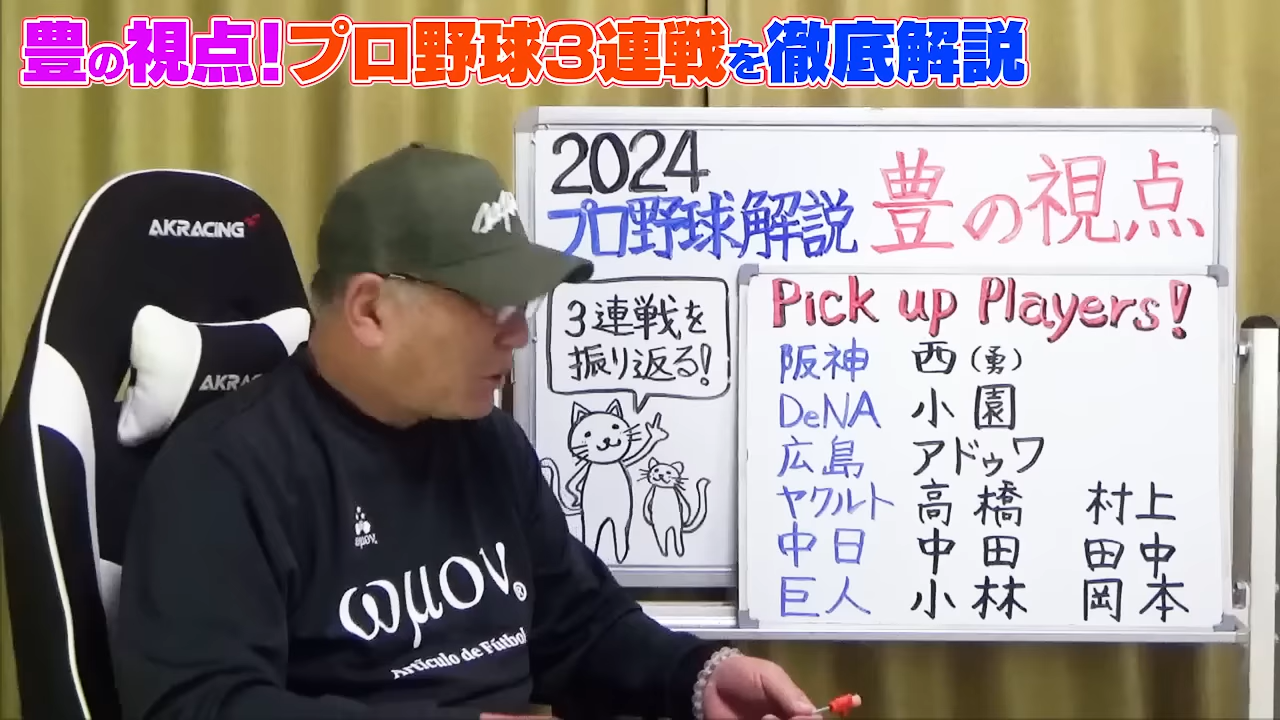 豊の視点!プロ野球3連戦を徹底解説
2024
プロ野球解説 豊の視点
3連戦を
振り返る!
Pick up Players!
阪神 西(勇)
DeNA 小園
広島 アドゥワ
ヤクルト 高橋 村上
中日 中田 田中
巨人 小林 岡本
AKRACING
AKRA
ωμον®
Artículo de Fútbol